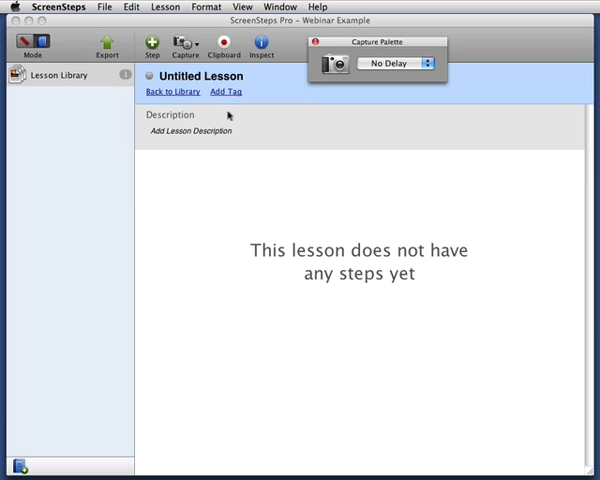 ScreenSteps File Edit Lesson Format View Window Help
ScreenSteps Pro – Webinar Example
Mode Export Step Capture Clipboard Inspect
Capture Palette
No Delay
Lesson Library 1
Untitled Lesson
Back to Library Add Tag
Description
Add Lesson Description
This lesson does not have
any steps yet